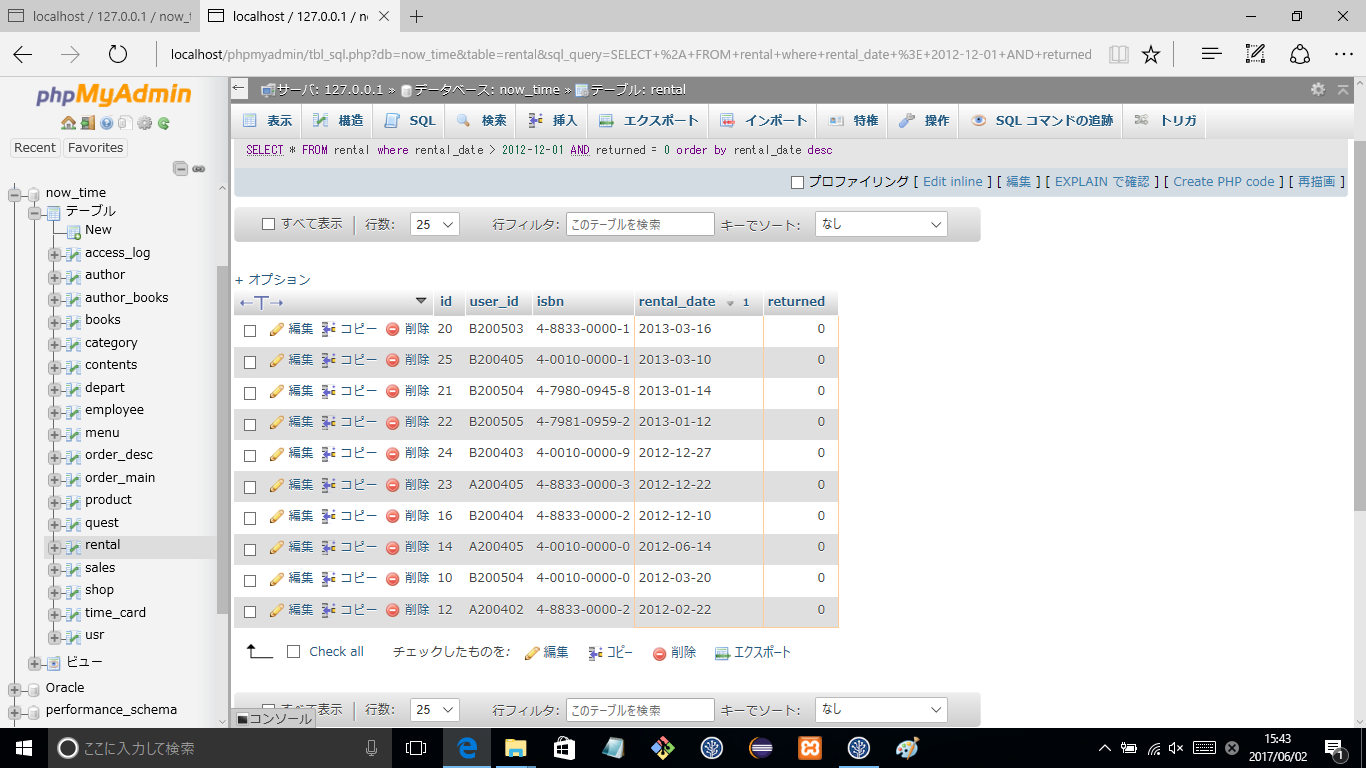 localhost / 127.0.0.1 / now_t
localhost / 127.0.0.1 / no
localhost/phpmyadmin/tbl_sql.php?db=now_time&table=rental&sql_query=SELECT+%2A+FROM+rental+where+rental_date+%3E+2012-12-01+AND+returned
phpMyAdmin
Recent Favorites
now_time
テーブル
New
access_log
author
author_books
books
category
contents
depart
employee
menu
order_desc
order_main
product
quest
rental
sales
shop
time_card
usr
ビュー
Oracle
performance_schema
サーバ: 127.0.0.1 » データベース: now_time » テーブル: rental
表示 構造 SQL 検索 挿入 エクスポート インポート 特権 操作 SQL コマンドの追跡 トリガ
SELECT * FROM rental where rental_date > 2012-12-01 AND returned = 0 order by rental_date desc
プロファイリング [ Edit inline ] [ 編集 ] [ EXPLAIN で確認 ] [ Create PHP code ] [ 再描画 ]
すべて表示 行数: 25 行フィルタ: このテーブルを検索 キーでソート: なし
+ オプション
←T→ id user_id isbn rental_date 1 returned
編集 コピー 削除 20 B200503 4-8833-0000-1 2013-03-16 0
編集 コピー 削除 25 B200405 4-0010-0000-1 2013-03-10 0
編集 コピー 削除 21 B200504 4-7980-0945-8 2013-01-14 0
編集 コピー 削除 22 B200505 4-7981-0959-2 2013-01-12 0
編集 コピー 削除 24 B200403 4-0010-0000-9 2012-12-27 0
編集 コピー 削除 23 A200405 4-8833-0000-3 2012-12-22 0
編集 コピー 削除 16 B200404 4-8833-0000-2 2012-12-10 0
編集 コピー 削除 14 A200405 4-0010-0000-0 2012-06-14 0
編集 コピー 削除 10 B200504 4-0010-0000-0 2012-03-20 0
編集 コピー 削除 12 A200402 4-8833-0000-2 2012-02-22 0
Check all チェックしたものを: 編集 コピー 削除 エクスポート
すべて表示 行数: 25 行フィルタ: このテーブルを検索 キーでソート: なし
コンソール
ここに入力して検索
15:43
2017/06/02
1